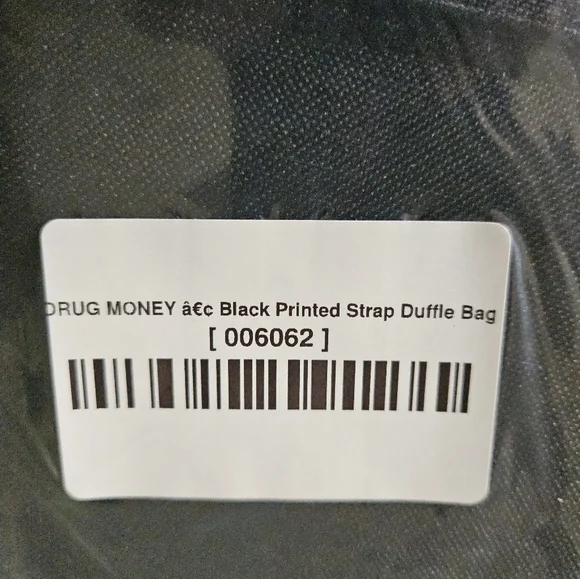 DRUG MONEY â€¢ Black Printed Strap Duffle Bag
[ 006062 ]